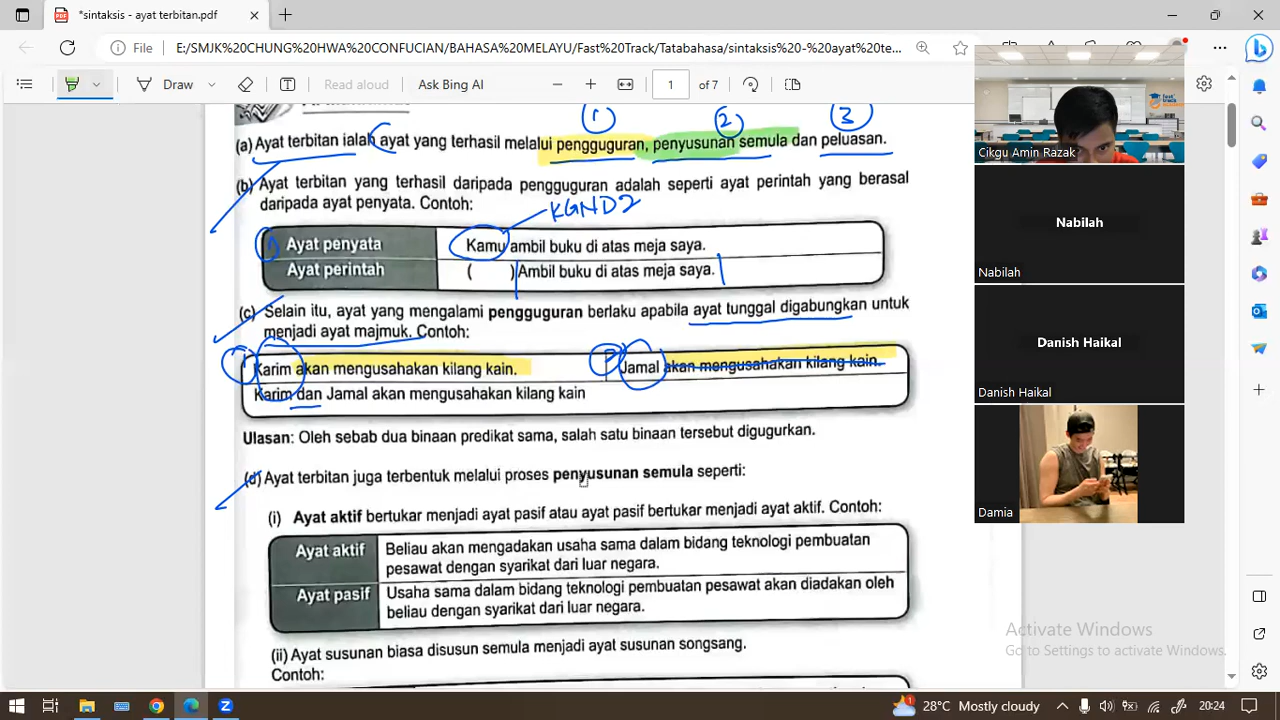 *sintaksis - ayat terbitan.pdf
File
E:/SMJK%20CHUNG%20HWA%20CONFUCIAN/BAHASA%20MELAYU/Fast%20Track/Tatabahasa/sintaksis%20-%20ayat%20te...
Draw
Read aloud
Ask Bing AI
1
of 7
1 2 3
(a) Ayat terbitan ialah ayat yang terhasil melalui pengguguran, penyusunan semula dan peluasan.
(b) Ayat terbitan yang terhasil daripada pengguguran adalah seperti ayat perintah yang berasal
daripada ayat penyata. Contoh:
KGND2
Ayat penyata
Kamu ambil buku di atas meja saya.
Ayat perintah
( ) Ambil buku di atas meja saya.
(c) Selain itu, ayat yang mengalami pengguguran berlaku apabila ayat tunggal digabungkan untuk
menjadi ayat majmuk. Contoh:
Karim akan mengusahakan kilang kain.
Jamal akan mengusahakan kilang kain.
Karim dan Jamal akan mengusahakan kilang kain
Ulasan: Oleh sebab dua binaan predikat sama, salah satu binaan tersebut digugurkan.
(d) Ayat terbitan juga terbentuk melalui proses penyusunan semula seperti:
(i) Ayat aktif bertukar menjadi ayat pasif atau ayat pasif bertukar menjadi ayat aktif. Contoh:
Ayat aktif
Beliau akan mengadakan usaha sama dalam bidang teknologi pembuatan
pesawat dengan syarikat dari luar negara.
Ayat pasif
Usaha sama dalam bidang teknologi pembuatan pesawat akan diadakan oleh
beliau dengan syarikat dari luar negara.
(ii) Ayat susunan biasa disusun semula menjadi ayat susunan songsang.
Contoh:
Cikgu Amin Razak
Nabilah
Nabilah
Danish Haikal
Danish Haikal
Damia
Activate Windows
Go to Settings to activate Windows.
28°C Mostly cloudy
20:24